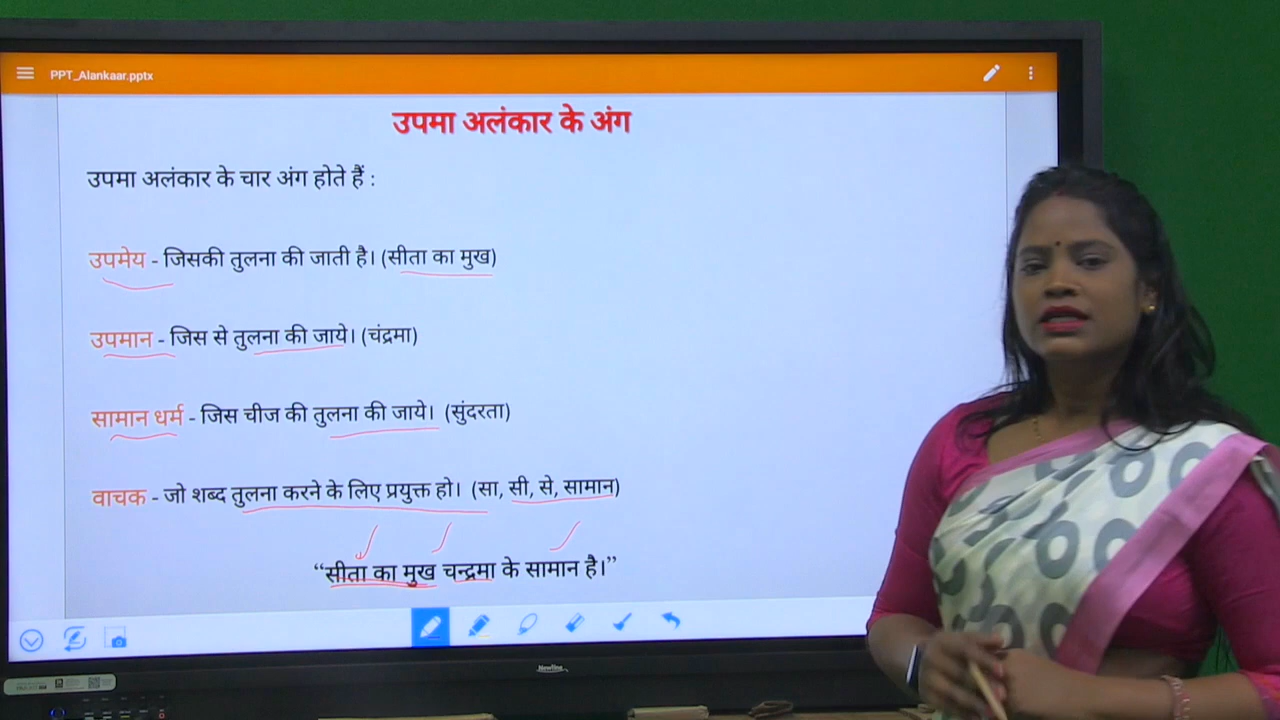 PPT_Alankaar.pptx
उपमा अलंकार के अंग
उपमा अलंकार के चार अंग होते हैं :
उपमेय - जिसकी तुलना की जाती है। (सीता का मुख)
उपमान - जिस से तुलना की जाये। (चंद्रमा)
सामान धर्म - जिस चीज की तुलना की जाये। (सुंदरता)
वाचक - जो शब्द तुलना करने के लिए प्रयुक्त हो। (सा, सी, से, सामान)
“सीता का मुख चन्द्रमा के सामान है।”
Newline